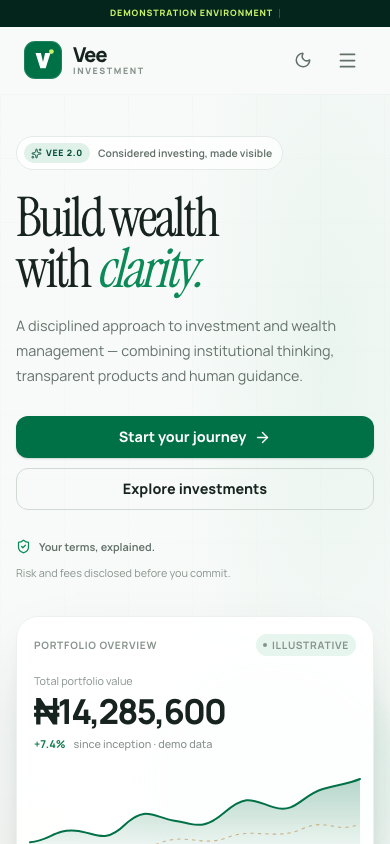 DEMONSTRATION ENVIRONMENT
Vee
INVESTMENT
VEE 2.0 Considered investing, made visible
Build wealth
with clarity.
A disciplined approach to investment and wealth
management — combining institutional thinking,
transparent products and human guidance.
Start your journey →
Explore investments
Your terms, explained.
Risk and fees disclosed before you commit.
PORTFOLIO OVERVIEW
ILLUSTRATIVE
Total portfolio value
₦14,285,600
+7.4% since inception · demo data